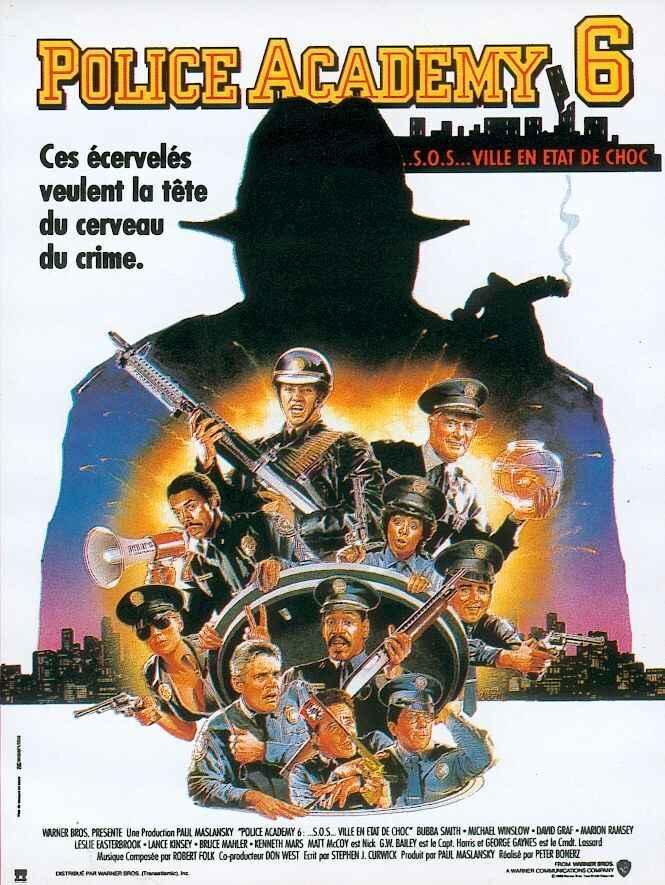 POLICE ACADEMY 6
...S.O.S... VILLE EN ETAT DE CHOC
Ces écervelés
veulent la tête
du cerveau
du crime.
WARNER BROS. PRESENTE Une Production PAUL MASLANSKY "POLICE ACADEMY 6: ...S.O.S... VILLE EN ETAT DE CHOC" BUBBA SMITH • MICHAEL WINSLOW • DAVID GRAF • MARION RAMSEY
LESLIE EASTERBROOK • LANCE KINSEY • BRUCE MAHLER • KENNETH MARS MATT McCOY est Nick G.W. BAILEY est le Capt. Harris et GEORGE GAYNES est le Cmdt. Lassard
Musique Composée par ROBERT FOLK Co-producteur DON WEST Ecrit par STEPHEN J. CURWICK Produit par PAUL MASLANSKY Réalisé par PETER BONERZ
DISTRIBUÉ PAR WARNER BROS. (Transatlantic), Inc.
FROM WARNER BROS.
A WARNER COMMUNICATIONS COMPANY